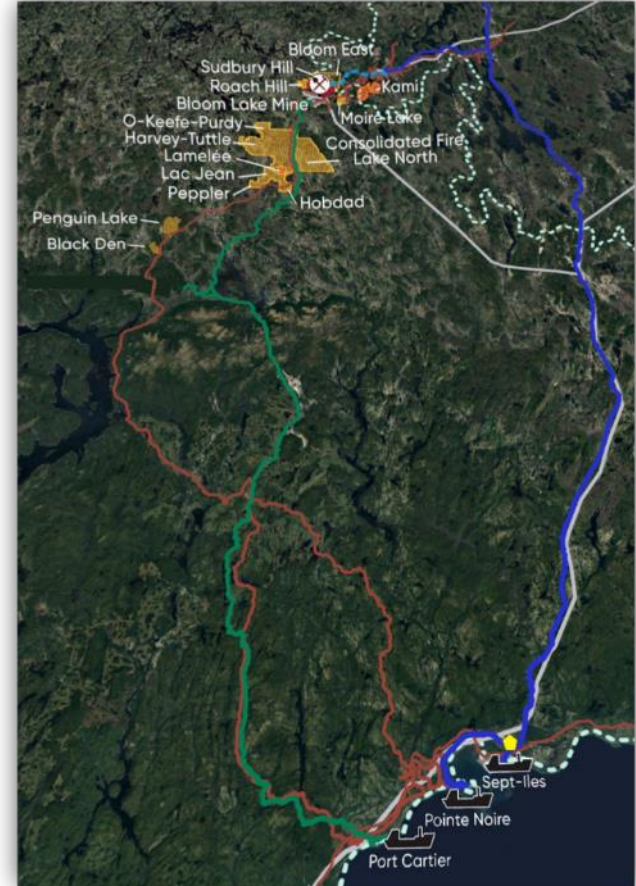 Bloom East
Sudbury Hill
Roach Hill
Kami
Bloom Lake Mine
Moire Lake
O-Keefe-Purdy
Harvey-Tuttle
Consolidated Fire
Lake North
Lamelée
Lac Jean
Peppler
Hobdad
Penguin Lake
Black Den
Sept-Iles
Pointe Noire
Port Cartier